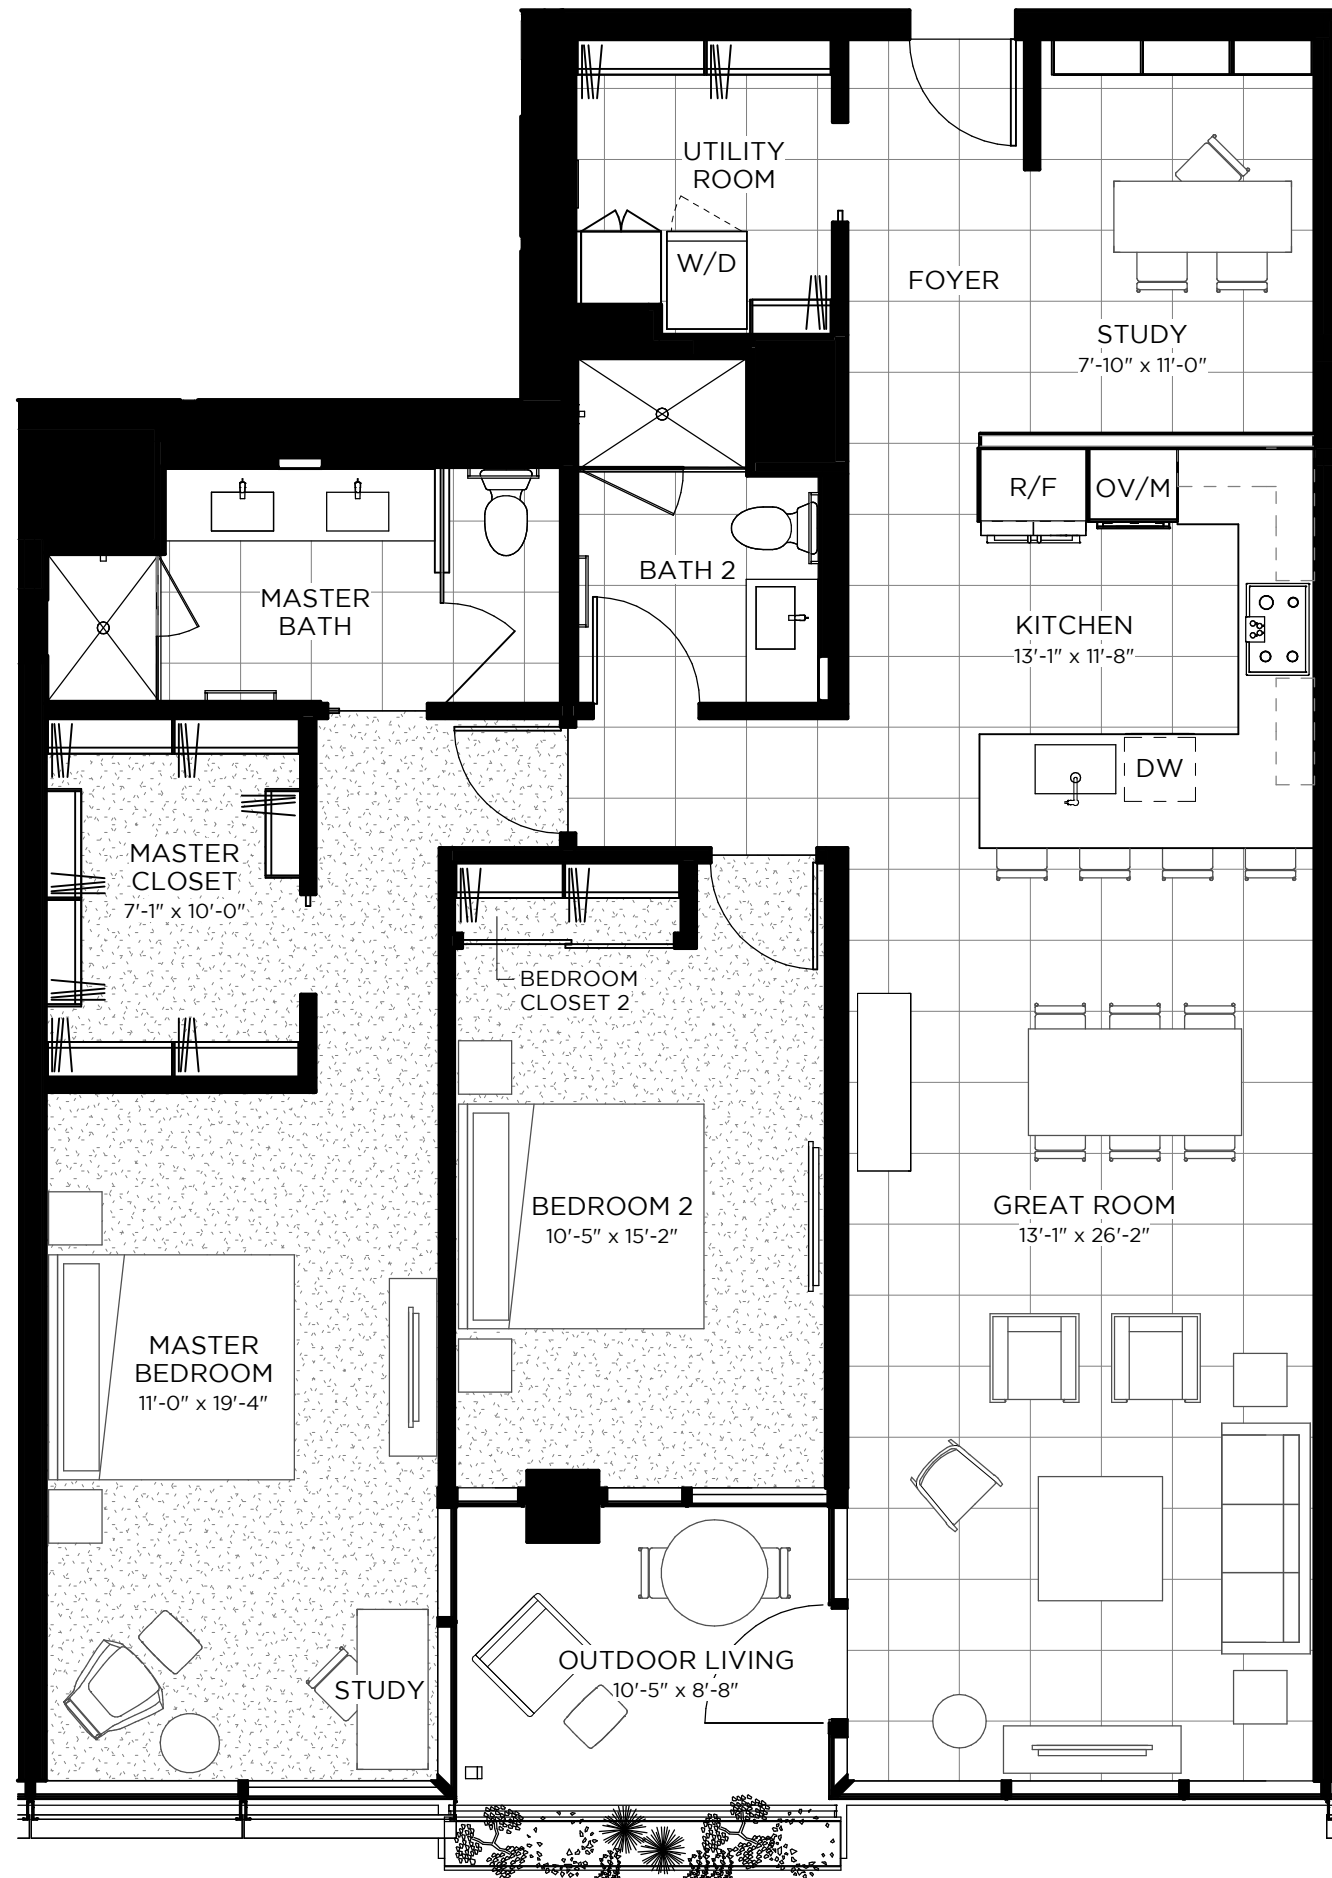 UTILITY
ROOM
W/D
FOYER
STUDY
7'-10" x 11'-0"
R/F
OV/M
BATH 2
MASTER
BATH
KITCHEN
13'-1" x 11'-8"
DW
MASTER
CLOSET
7'-1" x 10'-0"
BEDROOM
CLOSET 2
BEDROOM 2
10'-5" x 15'-2"
GREAT ROOM
13'-1" x 26'-2"
MASTER
BEDROOM
11'-0" x 19'-4"
STUDY
OUTDOOR LIVING
10'-5" x 8'-8"